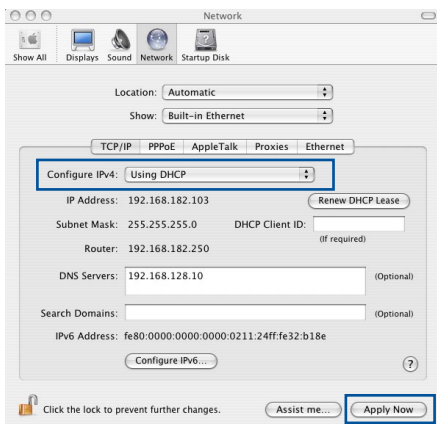 Network
Show All Displays Sound Network Startup Disk
Location: Automatic
Show: Built-in Ethernet
TCP/IP PPPoE AppleTalk Proxies Ethernet
Configure IPv4: Using DHCP
IP Address: 192.168.182.103 Renew DHCP Lease
Subnet Mask: 255.255.255.0 DHCP Client ID:
(If required)
Router: 192.168.182.250
DNS Servers: 192.168.128.10 (Optional)
Search Domains: (Optional)
IPv6 Address: fe80:0000:0000:0000:0211:24ff:fe32:b18e
Configure IPv6... ?
Click the lock to prevent further changes. Assist me... Apply Now